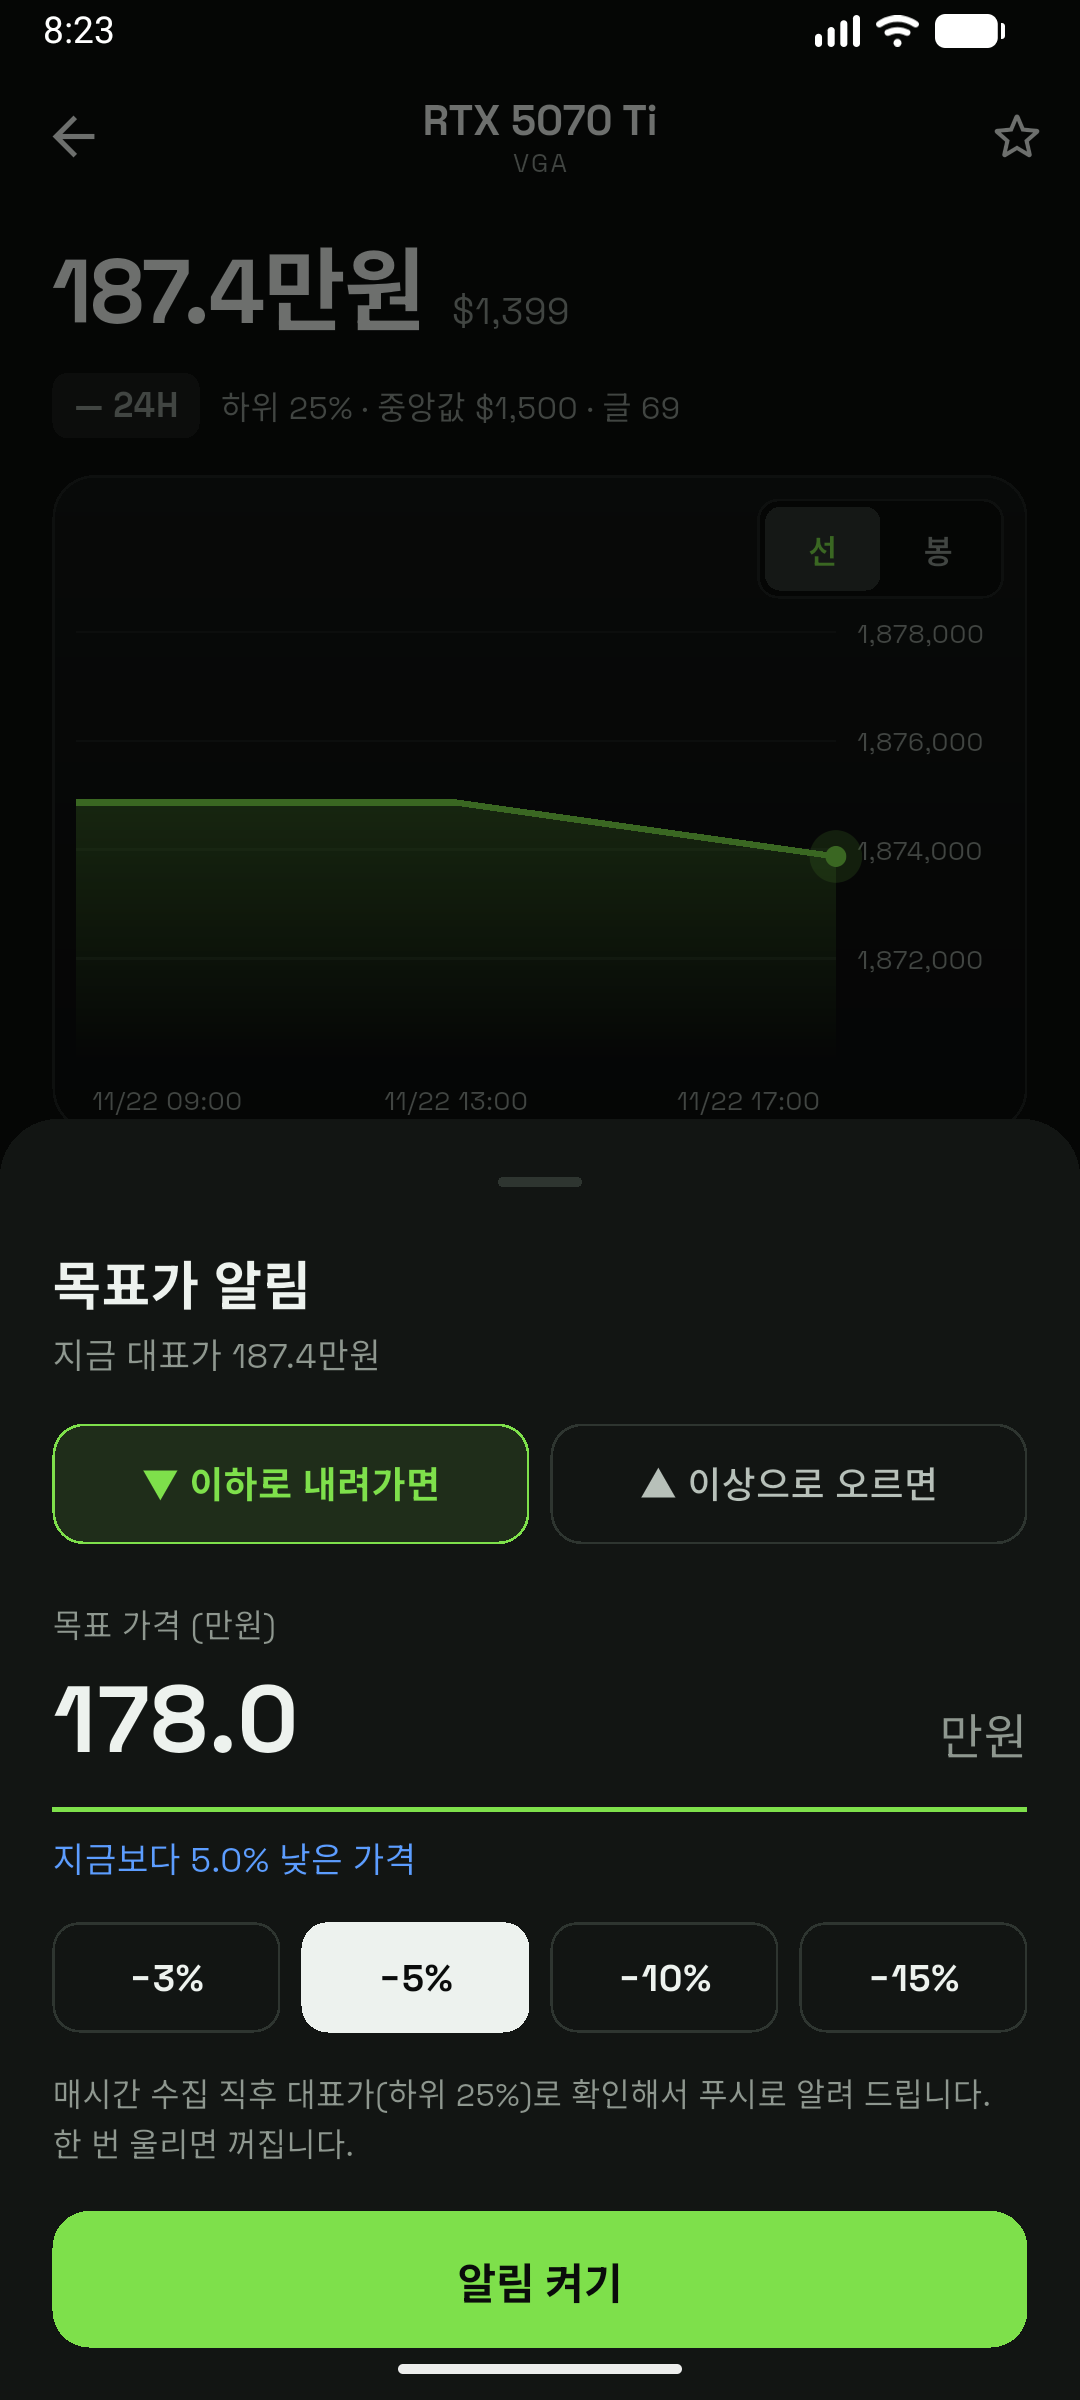 8:23
RTX 5070 Ti
VGA
187.4만원 $1,399
— 24H 하위 25% · 중앙값 $1,500 · 글 69
선 봉
1,878,000
1,876,000
1,874,000
1,872,000
11/22 09:00 11/22 13:00 11/22 17:00
목표가 알림
지금 대표가 187.4만원
▼ 이하로 내려가면 ▲ 이상으로 오르면
목표 가격 (만원)
178.0 만원
지금보다 5.0% 낮은 가격
-3% -5% -10% -15%
매시간 수집 직후 대표가(하위 25%)로 확인해서 푸시로 알려 드립니다.
한 번 울리면 꺼집니다.
알림 켜기